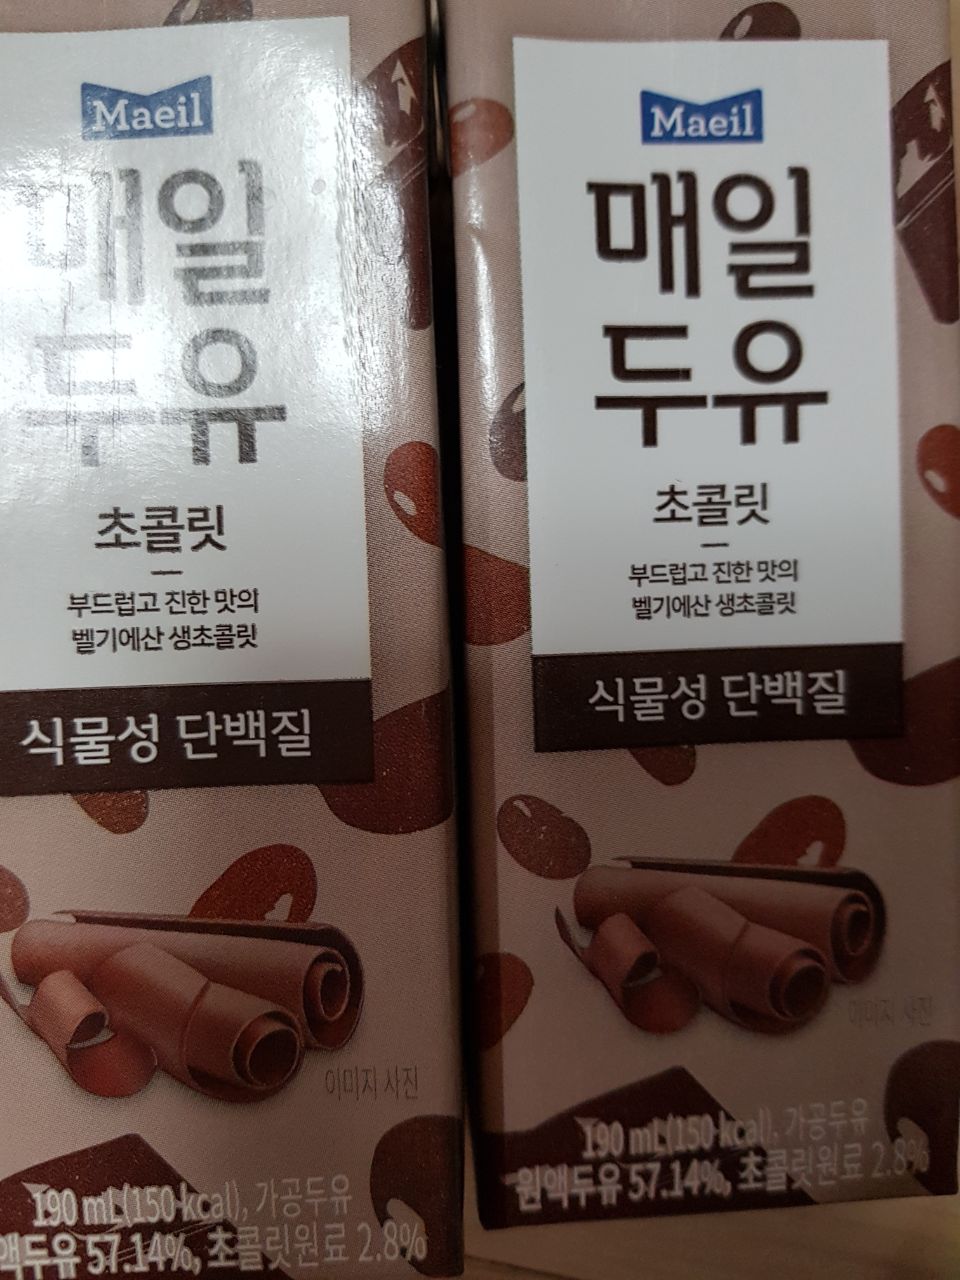 Maeil
매일
두유
초콜릿
부드럽고 진한 맛의
벨기에산 생초콜릿
식물성 단백질
이미지 사진
190 mL(150 kcal), 가공두유
액두유 57.14%, 초콜릿원료 2.8%
Maeil
매일
두유
초콜릿
부드럽고 진한 맛의
벨기에산 생초콜릿
식물성 단백질
이미지 사진
190 mL(150 kcal), 가공두유
원액두유 57.14%, 초콜릿원료 2.8%